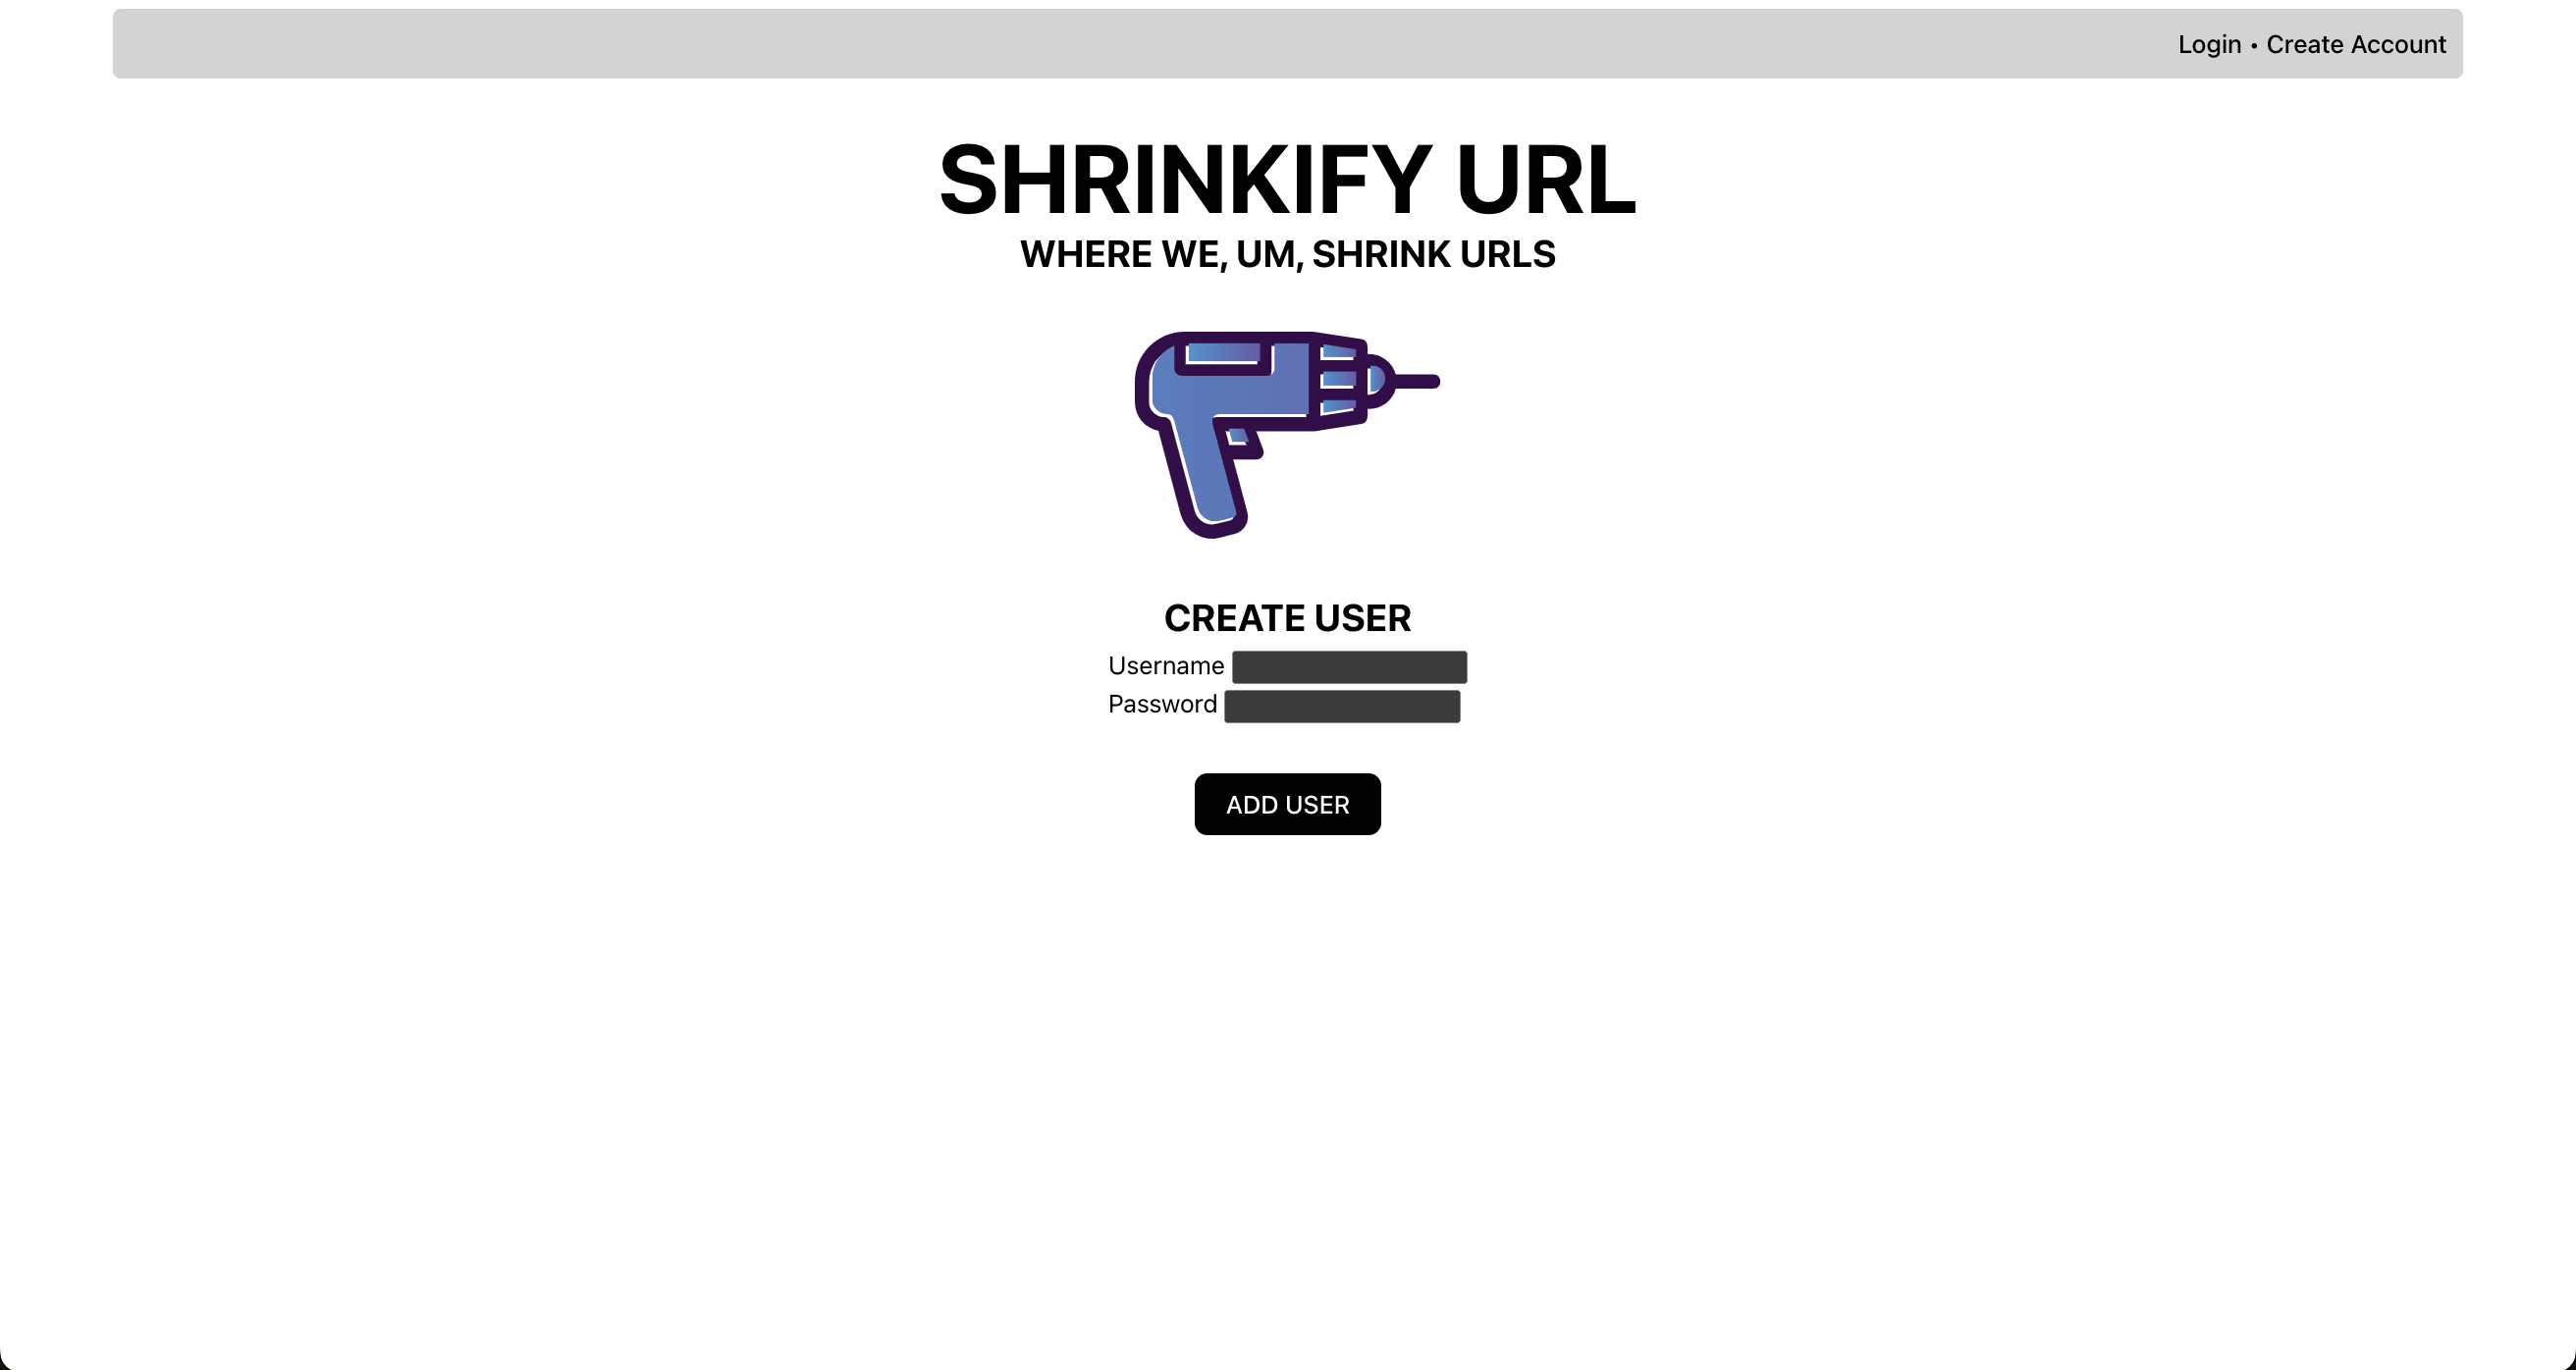 Login • Create Account
SHRINKIFY URL
WHERE WE, UM, SHRINK URLS
CREATE USER
Username
Password
ADD USER